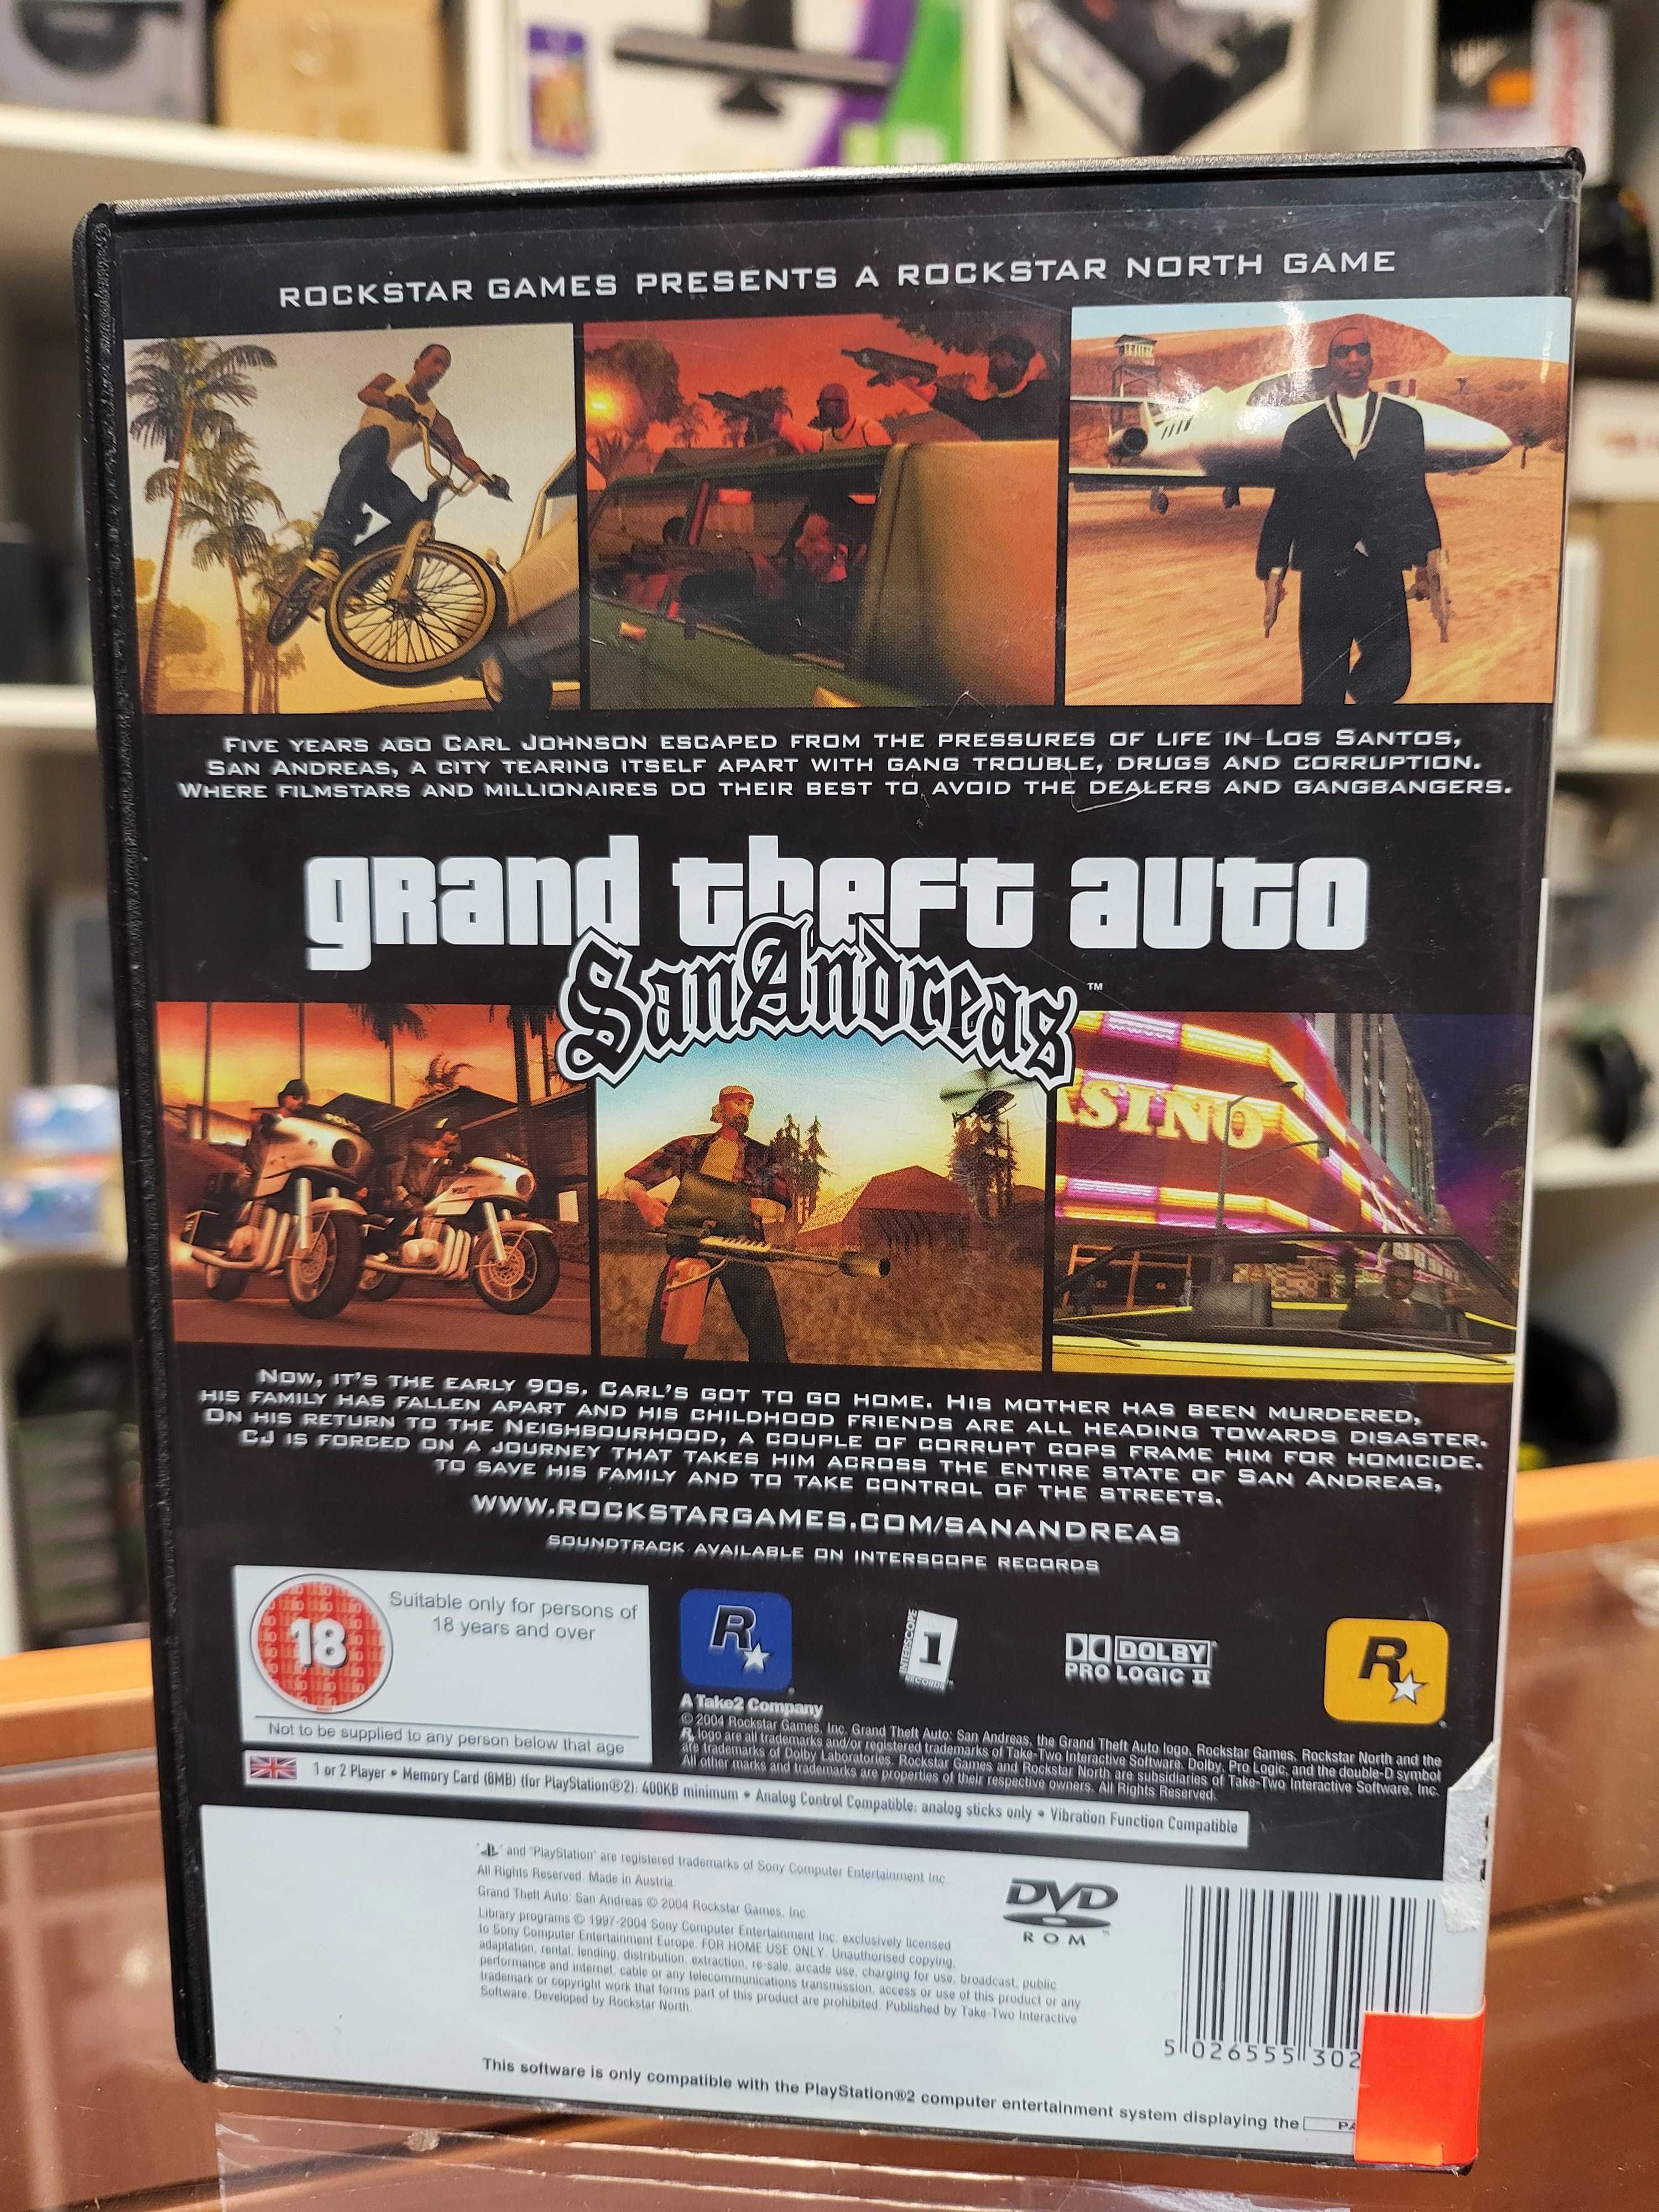 ROCKSTAR GAMES PRESENTS A ROCKSTAR NORTH GAME
FIVE YEARS AGO CARL JOHNSON ESCAPED FROM THE PRESSURES OF LIFE IN LOS SANTOS,
SAN ANDREAS, A CITY TEARING ITSELF APART WITH GANG TROUBLE, DRUGS AND CORRUPTION.
WHERE FILMSTARS AND MILLIONAIRES DO THEIR BEST TO AVOID THE DEALERS AND GANGBANGERS.
grand theft auto
San Andreas ™
ASINO
NOW, IT'S THE EARLY 90S. CARL'S GOT TO GO HOME. HIS MOTHER HAS BEEN MURDERED,
HIS FAMILY HAS FALLEN APART AND HIS CHILDHOOD FRIENDS ARE ALL HEADING TOWARDS DISASTER.
ON HIS RETURN TO THE NEIGHBOURHOOD, A COUPLE OF CORRUPT COPS FRAME HIM FOR HOMICIDE.
CJ IS FORCED ON A JOURNEY THAT TAKES HIM ACROSS THE ENTIRE STATE OF SAN ANDREAS,
TO SAVE HIS FAMILY AND TO TAKE CONTROL OF THE STREETS.
WWW.ROCKSTARGAMES.COM/SANANDREAS
SOUNDTRACK AVAILABLE ON INTERSCOPE RECORDS
18
Suitable only for persons of
18 years and over
Not to be supplied to any person below that age
R
INTERSCOPE
1
RECORDS
DOLBY
PRO LOGIC II
R
A Take2 Company
© 2004 Rockstar Games, Inc. Grand Theft Auto: San Andreas, the Grand Theft Auto logo, Rockstar Games, Rockstar North and the
R logo are all trademarks and/or registered trademarks of Take-Two Interactive Software. Dolby, Pro Logic, and the double-D symbol
are trademarks of Dolby Laboratories. Rockstar Games and Rockstar North are subsidiaries of Take-Two Interactive Software, Inc.
All other marks and trademarks are properties of their respective owners. All Rights Reserved.
1 or 2 Player • Memory Card (8MB) (for PlayStation®2): 400KB minimum • Analog Control Compatible: analog sticks only • Vibration Function Compatible
" " and "PlayStation" are registered trademarks of Sony Computer Entertainment Inc.
All Rights Reserved. Made in Austria.
Grand Theft Auto: San Andreas © 2004 Rockstar Games, Inc.
Library programs © 1997-2004 Sony Computer Entertainment Inc. exclusively licensed
to Sony Computer Entertainment Europe. FOR HOME USE ONLY. Unauthorised copying,
adaptation, rental, lending, distribution, extraction, re-sale, arcade use, charging for use, broadcast, public
performance and internet, cable or any telecommunications transmission, access or use of this product or any
trademark or copyright work that forms part of this product are prohibited. Published by Take-Two Interactive
Software. Developed by Rockstar North.
DVD
ROM
5 026555 302
This software is only compatible with the PlayStation®2 computer entertainment system displaying the PA